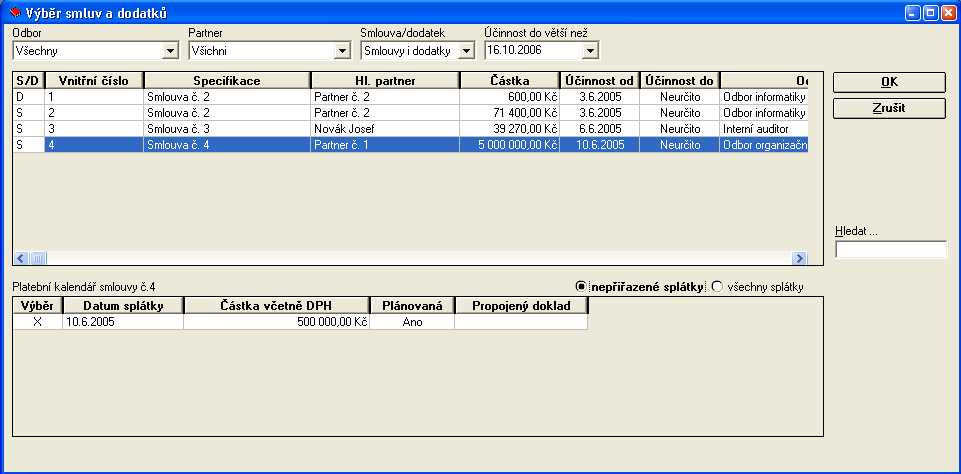 Výběr smluv a dodatků
Odbor Partner Smlouva/dodatek Účinnost do větší než
Všechny Všichni Smlouvy i dodatky 16.10.2006
S/D Vnitřní číslo Specifikace Hl. partner Částka Účinnost od Účinnost do Oc
D 1 Smlouva č. 2 Partner č. 2 600,00 Kč 3.6.2005 Neurčito Odbor informatiky
S 2 Smlouva č. 2 Partner č. 2 71 400,00 Kč 3.6.2005 Neurčito Odbor informatiky
S 3 Smlouva č. 3 Novák Josef 39 270,00 Kč 6.6.2005 Neurčito Interní auditor
S 4 Smlouva č. 4 Partner č. 1 5 000 000,00 Kč 10.6.2005 Neurčito Odbor organizačn
OK
Zrušit
Hledat ...
Platební kalendář smlouvy č.4 nepřiřazené splátky všechny splátky
Výběr Datum splátky Částka včetně DPH Plánovaná Propojený doklad
X 10.6.2005 500 000,00 Kč Ano